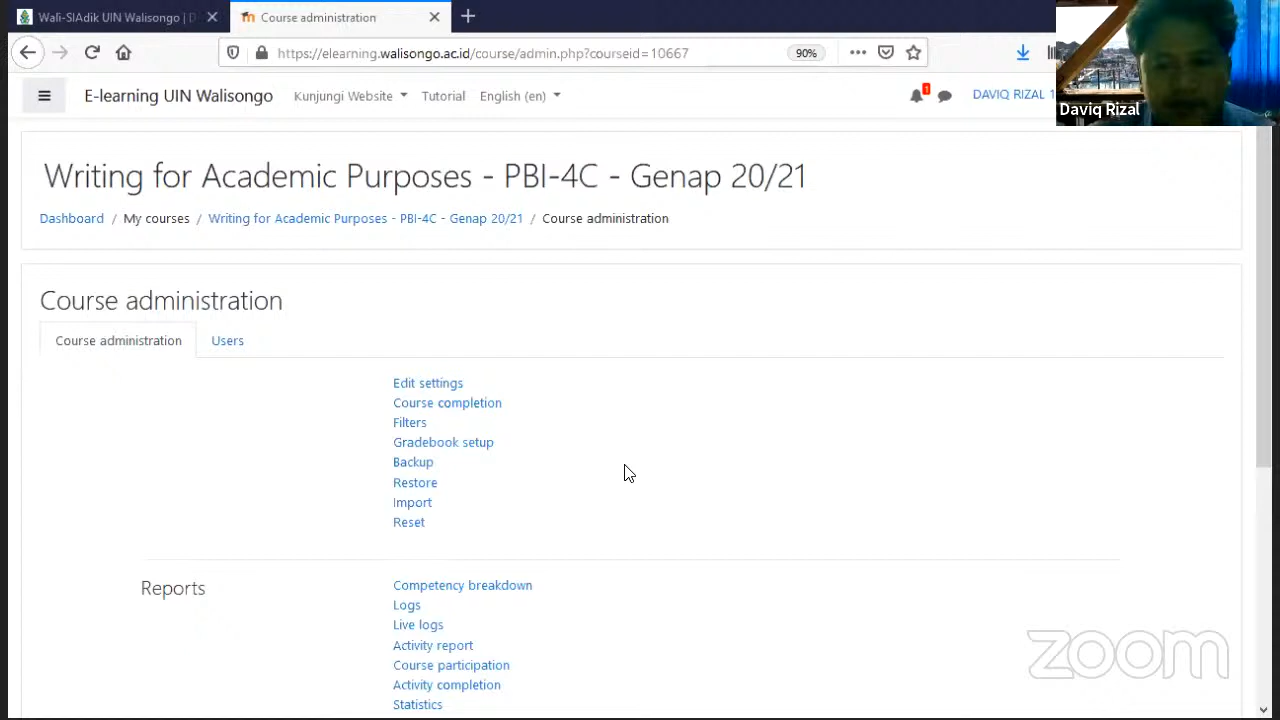 Wali-SIAdik UIN Walisongo | D
Course administration
https://elearning.walisongo.ac.id/course/admin.php?courseid=10667
90%
E-learning UIN Walisongo
Kunjungi Website
Tutorial
English (en)
1
DAVIQ RIZAL 1
Daviq Rizal
Writing for Academic Purposes - PBI-4C - Genap 20/21
Dashboard / My courses / Writing for Academic Purposes - PBI-4C - Genap 20/21 / Course administration
Course administration
Course administration
Users
Edit settings
Course completion
Filters
Gradebook setup
Backup
Restore
Import
Reset
Reports
Competency breakdown
Logs
Live logs
Activity report
Course participation
Activity completion
Statistics
zoom